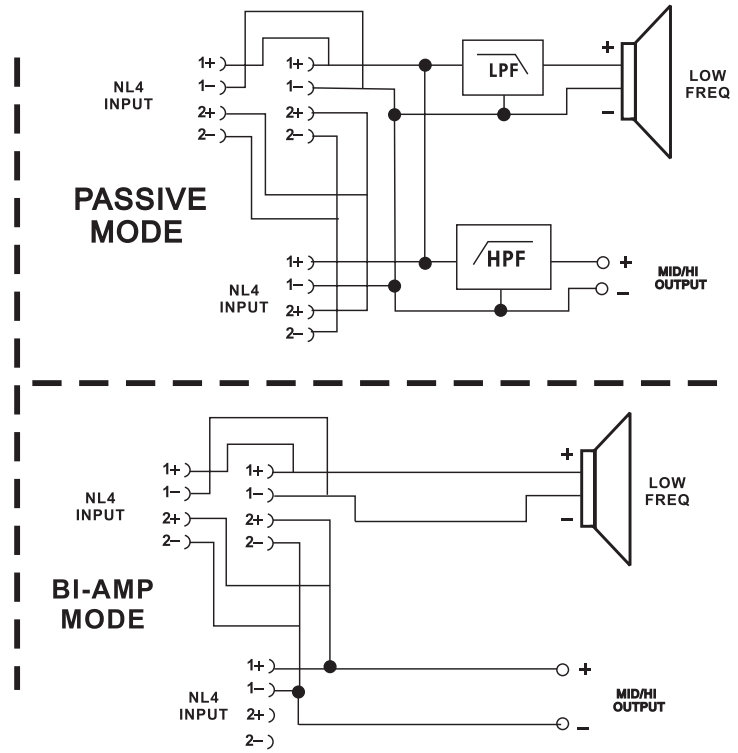 1+ 1+
1– 1–
2+ 2+
2– 2–
NL4
INPUT
PASSIVE
MODE
LPF
+
–
LOW
FREQ
1+
1–
2+
2–
NL4
INPUT
HPF
+
–
MID/HI
OUTPUT
1+ 1+
1– 1–
2+ 2+
2– 2–
NL4
INPUT
BI-AMP
MODE
+
–
LOW
FREQ
1+
1–
2+
2–
NL4
INPUT
+
–
MID/HI
OUTPUT